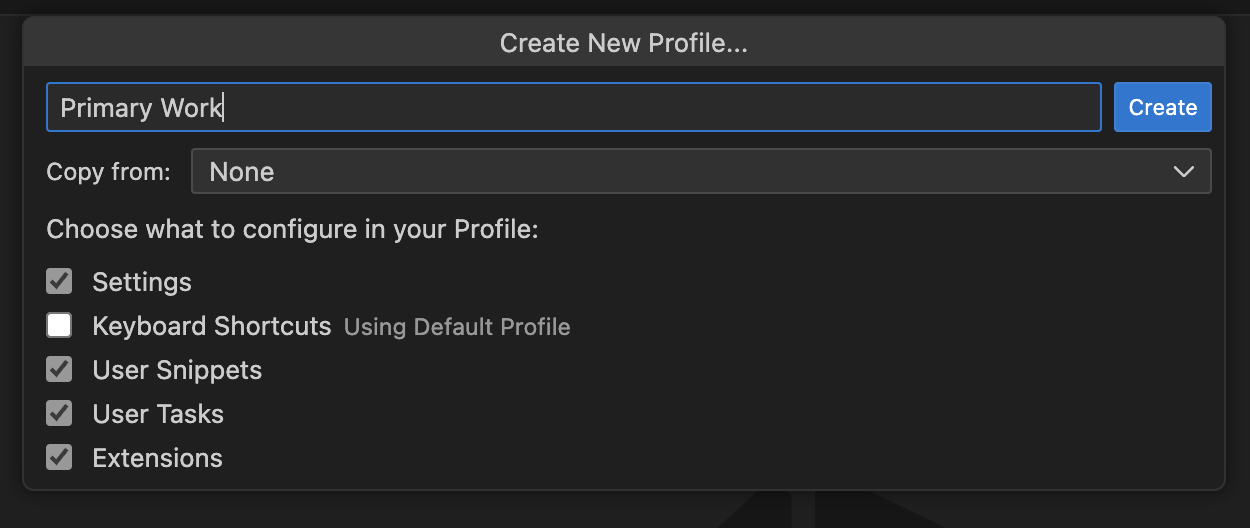 Create New Profile...
Primary Work
Create
Copy from: None
Choose what to configure in your Profile:
Settings
Keyboard Shortcuts Using Default Profile
User Snippets
User Tasks
Extensions